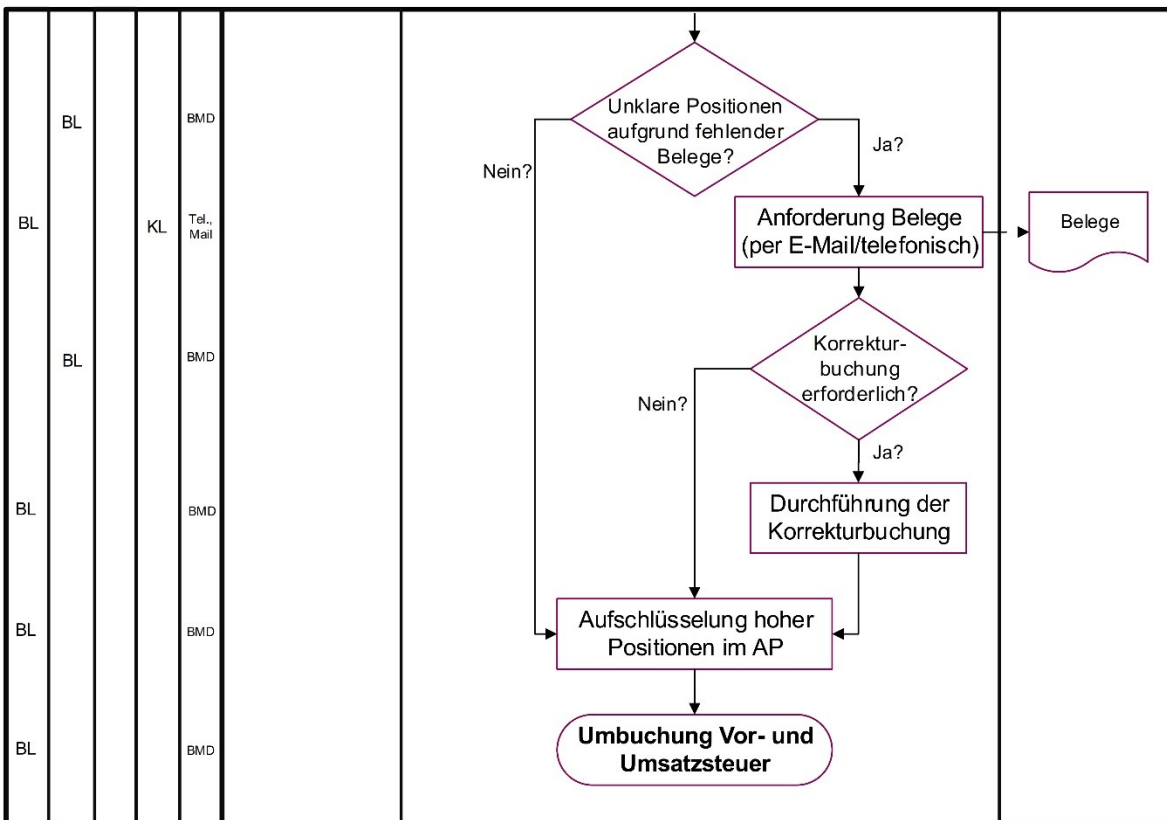 Unklare Positionen
aufgrund fehlender
Belege?
BL
BMD
Nein?
Ja?
BL
KL
Tel.,
Mail
Anforderung Belege
(per E-Mail/telefonisch)
Belege
BL
BMD
Korrektur-
buchung
erforderlich?
Nein?
Ja?
BL
BMD
Durchführung der
Korrekturbuchung
BL
BMD
Aufschlüsselung hoher
Positionen im AP
BL
BMD
Umbuchung Vor- und
Umsatzsteuer